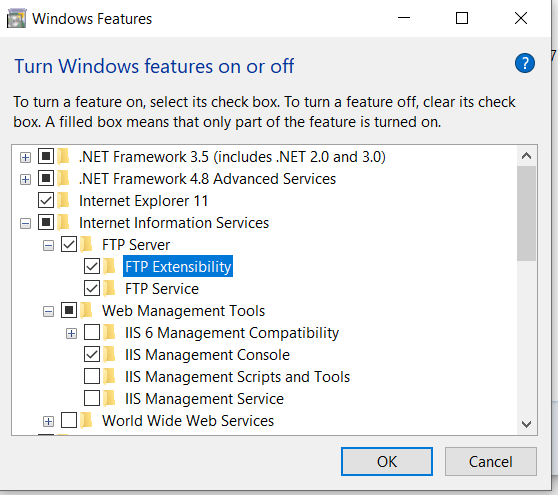 Windows Features
Turn Windows features on or off
?
7
To turn a feature on, select its check box. To turn a feature off, clear its check
box. A filled box means that only part of the feature is turned on.
.NET Framework 3.5 (includes .NET 2.0 and 3.0)
.NET Framework 4.8 Advanced Services
Internet Explorer 11
Internet Information Services
FTP Server
FTP Extensibility
FTP Service
Web Management Tools
IIS 6 Management Compatibility
IIS Management Console
IIS Management Scripts and Tools
IIS Management Service
World Wide Web Services
OK
Cancel